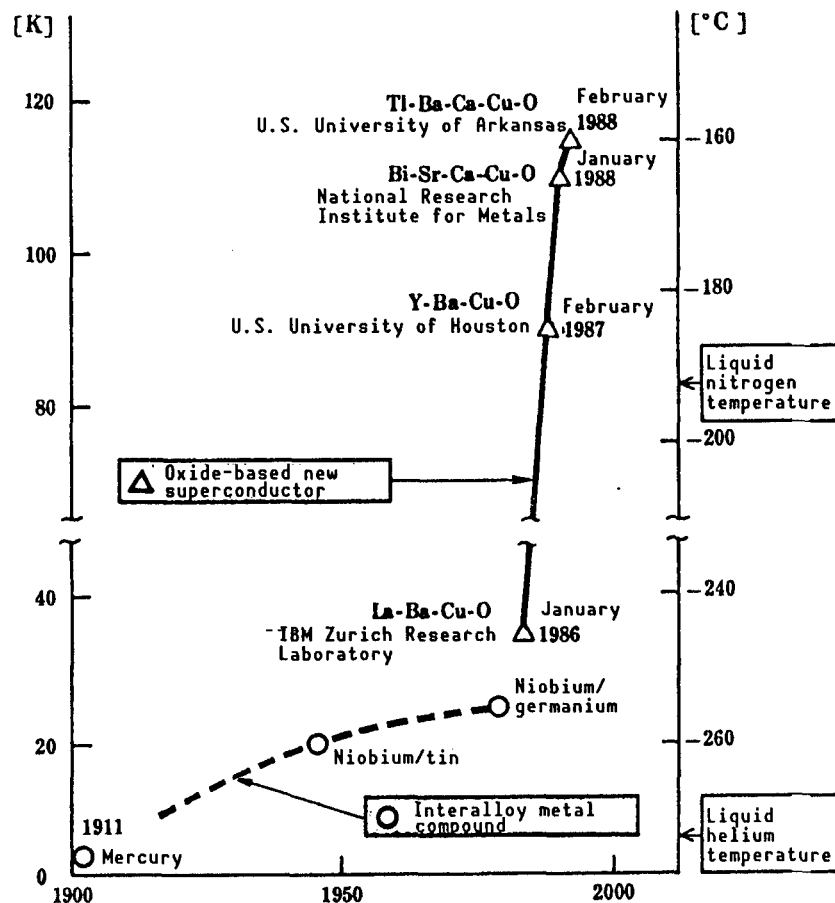 [K]
[°C]
120
100
80
40
20
0
Tl-Ba-Ca-Cu-O
U.S. University of Arkansas
February
1988
Bi-Sr-Ca-Cu-O
National Research
Institute for Metals
January
1988
Y-Ba-Cu-O
U.S. University of Houston
February
1987
Oxide-based new
superconductor
La-Ba-Cu-O
IBM Zurich Research
Laboratory
January
1986
Niobium/
germanium
Niobium/tin
Interalloy metal
compound
1911
Mercury
-160
-180
Liquid
nitrogen
temperature
-200
-240
-260
Liquid
helium
temperature
1900
1950
2000